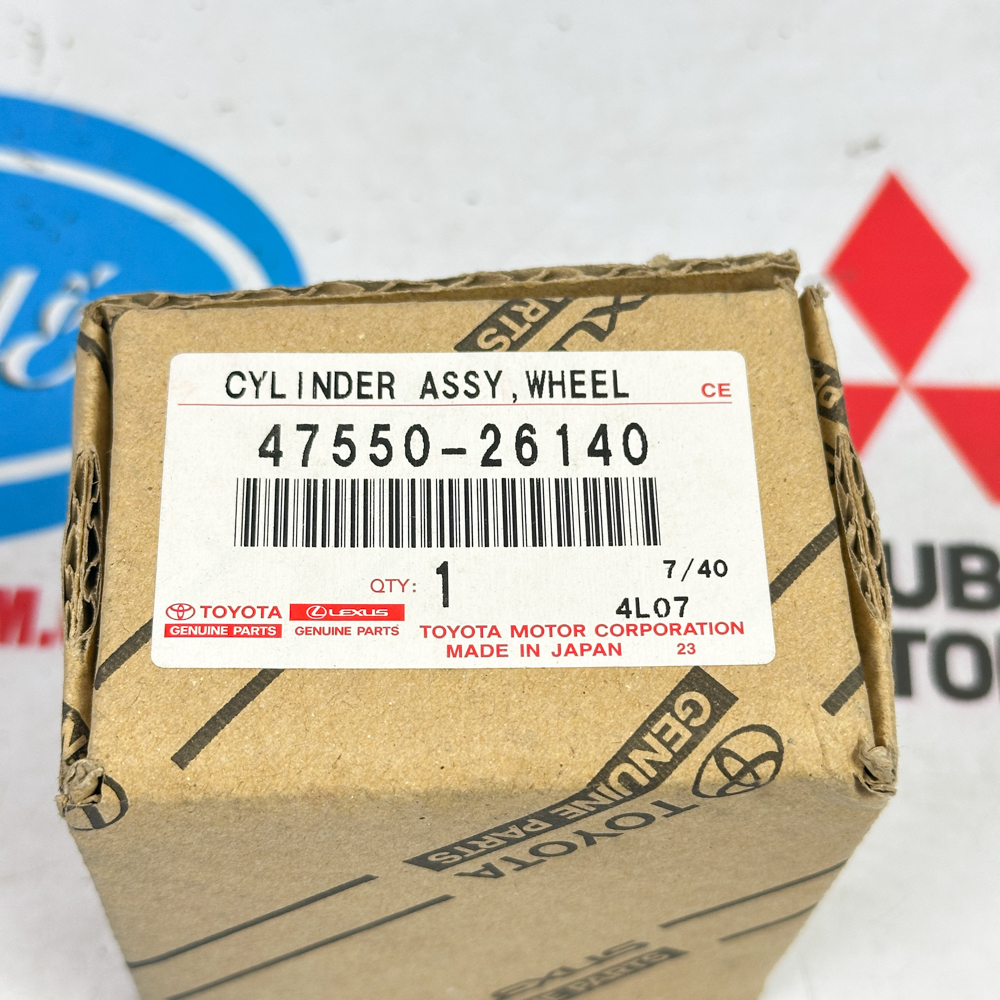 CYLINDER ASSY,WHEEL
CE
47550-26140
QTY: 1
7/40
4L07
TOYOTA
GENUINE PARTS
LEXUS
GENUINE PARTS
TOYOTA MOTOR CORPORATION
MADE IN JAPAN 23
GENUINE PARTS
TOYOTA